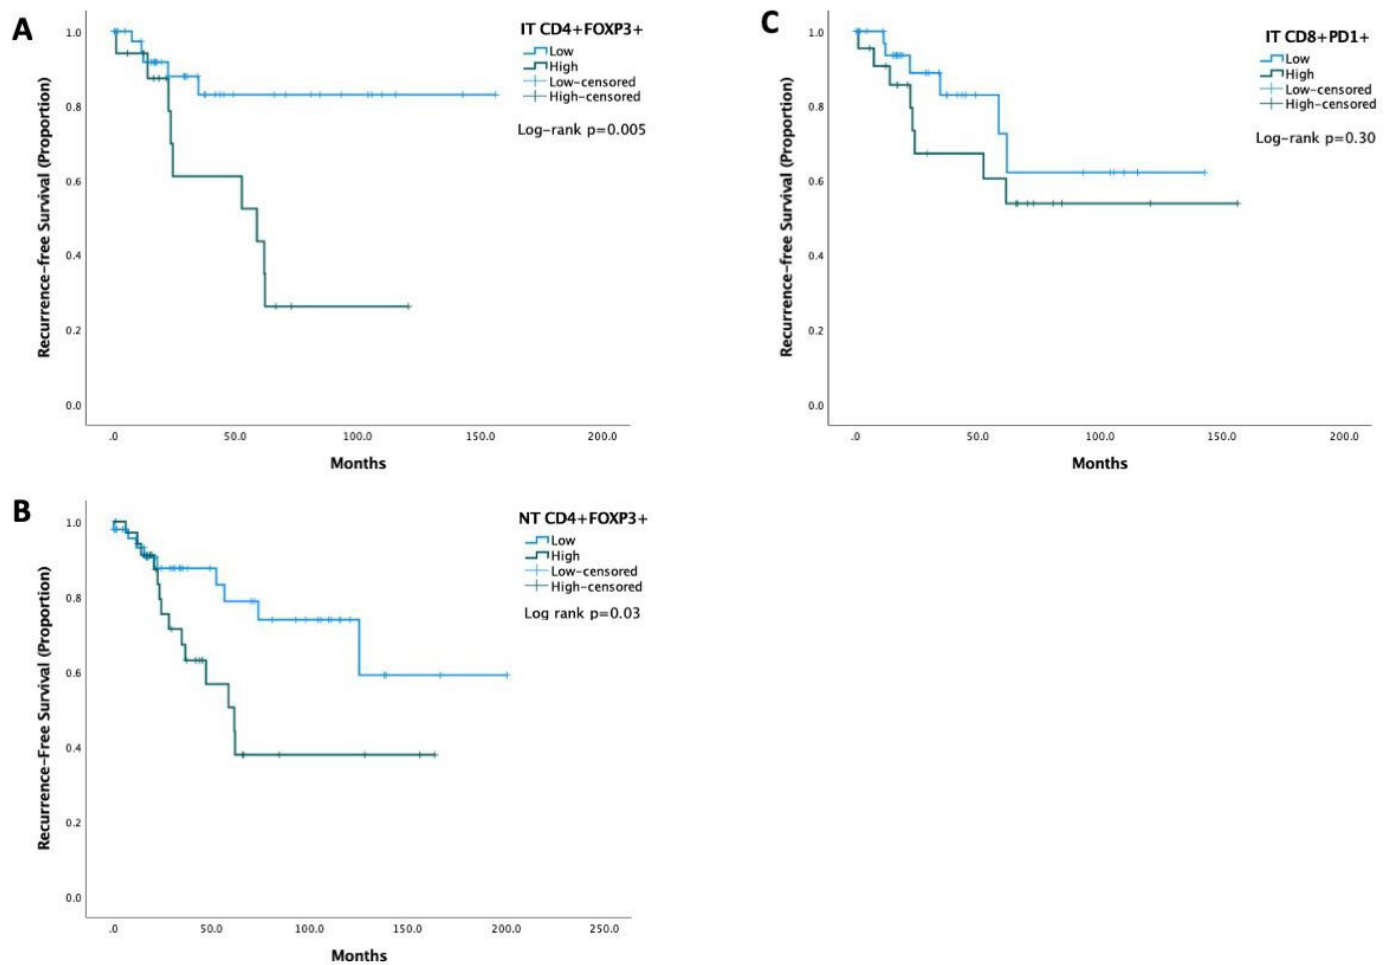 A
IT CD4+FOXP3+
Low
High
Low-censored
High-censored
Log-rank p=0.005
Recurrence-free Survival (Proportion)
1.0
0.8
0.6
0.4
0.2
0.0
.0 50.0 100.0 150.0 200.0
Months
C
IT CD8+PD1+
Low
High
Low-censored
High-censored
Log-rank p=0.30
Recurrence-free Survival (Proportion)
1.0
0.8
0.6
0.4
0.2
0.0
.0 50.0 100.0 150.0 200.0
Months
B
NT CD4+FOXP3+
Low
High
Low-censored
High-censored
Log rank p=0.03
Recurrence-Free Survival (Proportion)
1.0
0.8
0.6
0.4
0.2
0.0
.0 50.0 100.0 150.0 200.0 250.0
Months